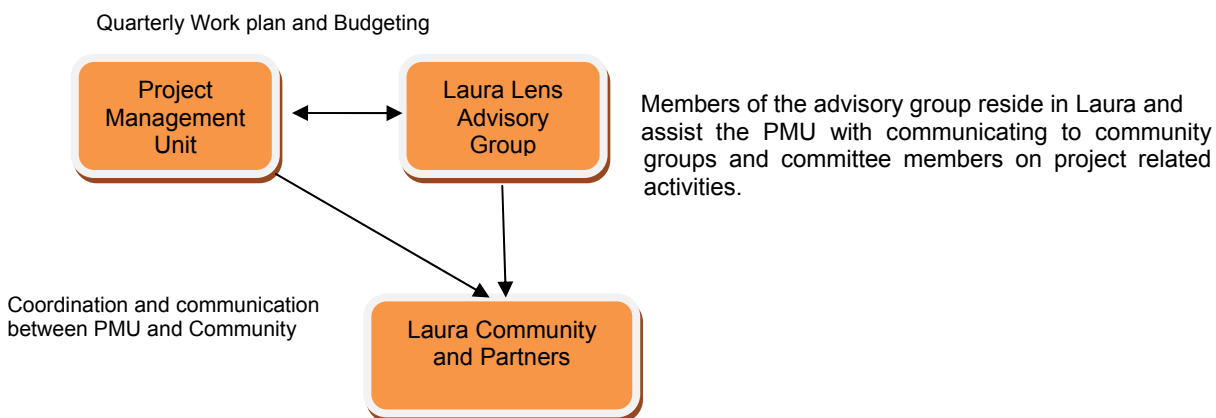 Quarterly Work plan and Budgeting
Project
Management
Unit
Laura Lens
Advisory
Group
Members of the advisory group reside in Laura and
assist the PMU with communicating to community
groups and committee members on project related
activities.
Coordination and communication
between PMU and Community
Laura Community
and Partners